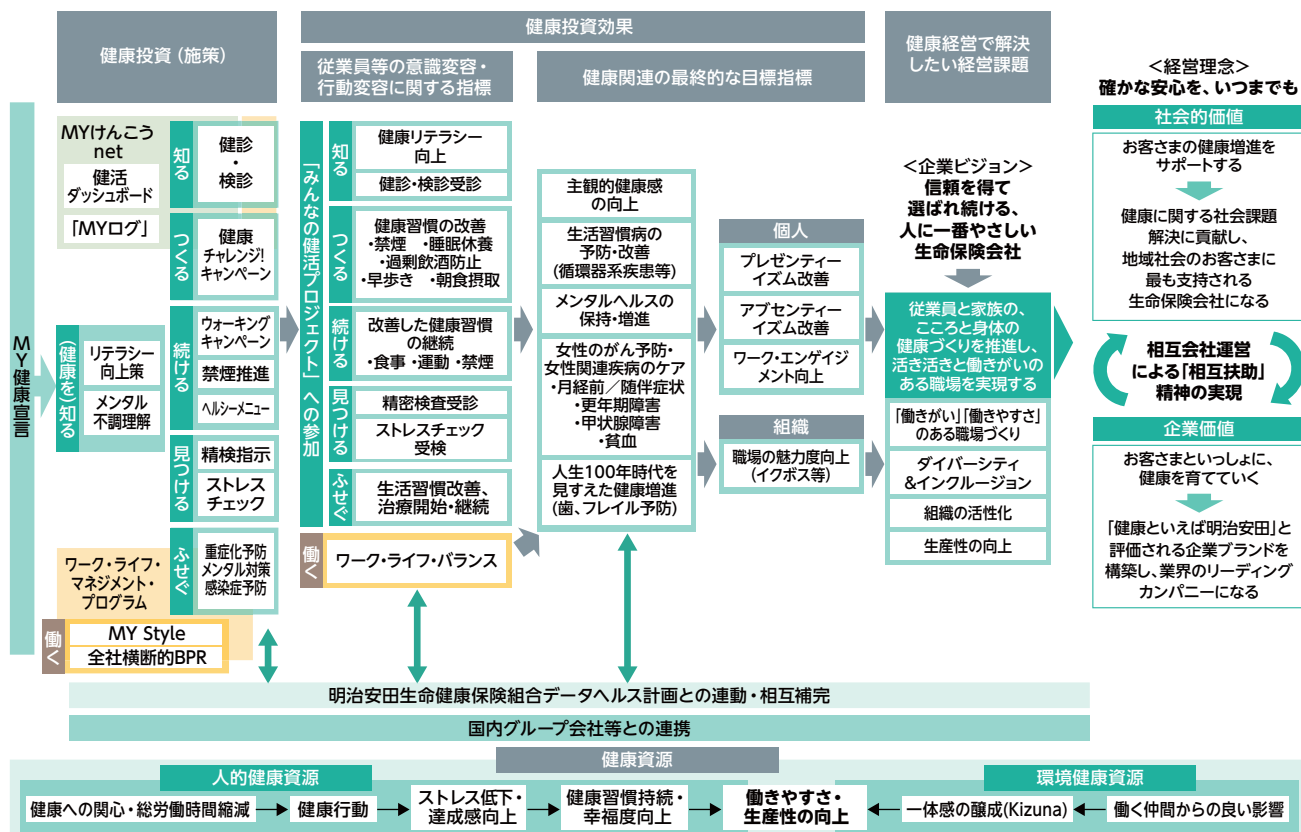 健康投資（施策）
健康投資効果
従業員等の意識変容・
行動変容に関する指標
健康関連の最終的な目標指標
健康経営で解決
したい経営課題
＜経営理念＞
確かな安心を、いつまでも
MY健康宣言
MYけんこう
net
健活
ダッシュボード
「MYログ」
（健康を）知る
リテラシー
向上策
メンタル
不調理解
知る
健診
・
検診
つくる
健康
チャレンジ！
キャンペーン
続ける
ウォーキング
キャンペーン
禁煙推進
ヘルシーメニュー
見つける
精検指示
ストレス
チェック
ふせぐ
重症化予防
メンタル対策
感染症予防
ワーク・ライフ・
マネジメント・
プログラム
働く
MY Style
全社横断的BPR
「みんなの健活プロジェクト」への参加
知る
健康リテラシー
向上
健診・検診受診
つくる
健康習慣の改善
・禁煙　・睡眠休養
・過剰飲酒防止
・早歩き　・朝食摂取
続ける
改善した健康習慣
の継続
・食事・運動・禁煙
見つける
精密検査受診
ストレスチェック
受検
ふせぐ
生活習慣改善、
治療開始・継続
働く
ワーク・ライフ・バランス
主観的健康感
の向上
生活習慣病の
予防・改善
（循環器系疾患等）
メンタルヘルスの
保持・増進
女性のがん予防・
女性関連疾病のケア
・月経前／随伴症状
・更年期障害
・甲状腺障害
・貧血
人生100年時代を
見すえた健康増進
（歯、フレイル予防）
個人
プレゼンティー
イズム改善
アブセンティー
イズム改善
ワーク・エンゲイジ
メント向上
組織
職場の魅力度向上
（イクボス等）
＜企業ビジョン＞
信頼を得て
選ばれ続ける、
人に一番やさしい
生命保険会社
従業員と家族の、
こころと身体の
健康づくりを推進し、
活き活きと働きがいの
ある職場を実現する
「働きがい」「働きやすさ」
のある職場づくり
ダイバーシティ
&インクルージョン
組織の活性化
生産性の向上
社会的価値
お客さまの健康増進を
サポートする
健康に関する社会課題
解決に貢献し、
地域社会のお客さまに
最も支持される
生命保険会社になる
相互会社運営
による「相互扶助」
精神の実現
企業価値
お客さまといっしょに、
健康を育てていく
「健康といえば明治安田」と
評価される企業ブランドを
構築し、業界のリーディング
カンパニーになる
明治安田生命健康保険組合データヘルス計画との連動・相互補完
国内グループ会社等との連携
健康資源
人的健康資源
環境健康資源
健康への関心・総労働時間縮減
健康行動
ストレス低下・
達成感向上
健康習慣持続・
幸福度向上
働きやすさ・
生産性の向上
一体感の醸成(Kizuna)
働く仲間からの良い影響